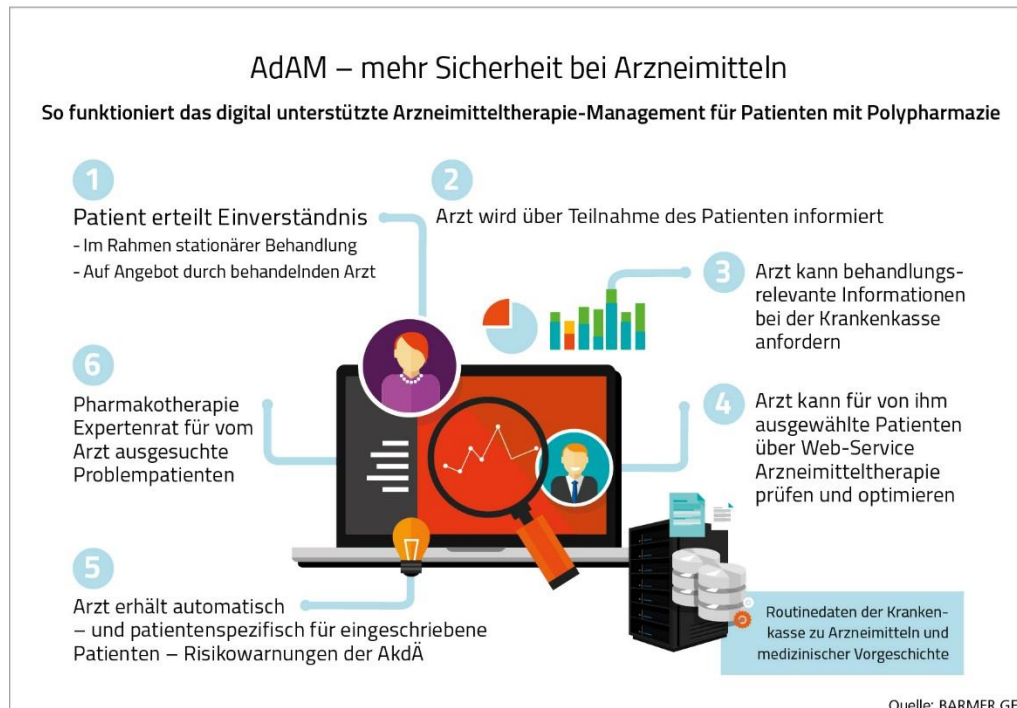 AdAM – mehr Sicherheit bei Arzneimitteln
So funktioniert das digital unterstützte Arzneimitteltherapie-Management für Patienten mit Polypharmazie
1
Patient erteilt Einverständnis
- Im Rahmen stationärer Behandlung
- Auf Angebot durch behandelnden Arzt
2
Arzt wird über Teilnahme des Patienten informiert
3
Arzt kann behandlungs-
relevante Informationen
bei der Krankenkasse
anfordern
4
Arzt kann für von ihm
ausgewählte Patienten
über Web-Service
Arzneimitteltherapie
prüfen und optimieren
5
Arzt erhält automatisch
– und patientenspezifisch für eingeschriebene
Patienten – Risikowarnungen der AkdÄ
6
Pharmakotherapie
Expertenrat für vom
Arzt ausgesuchte
Problempatienten
Routinedaten der Kranken-
kasse zu Arzneimitteln und
medizinischer Vorgeschichte
Quelle: BARMER GE